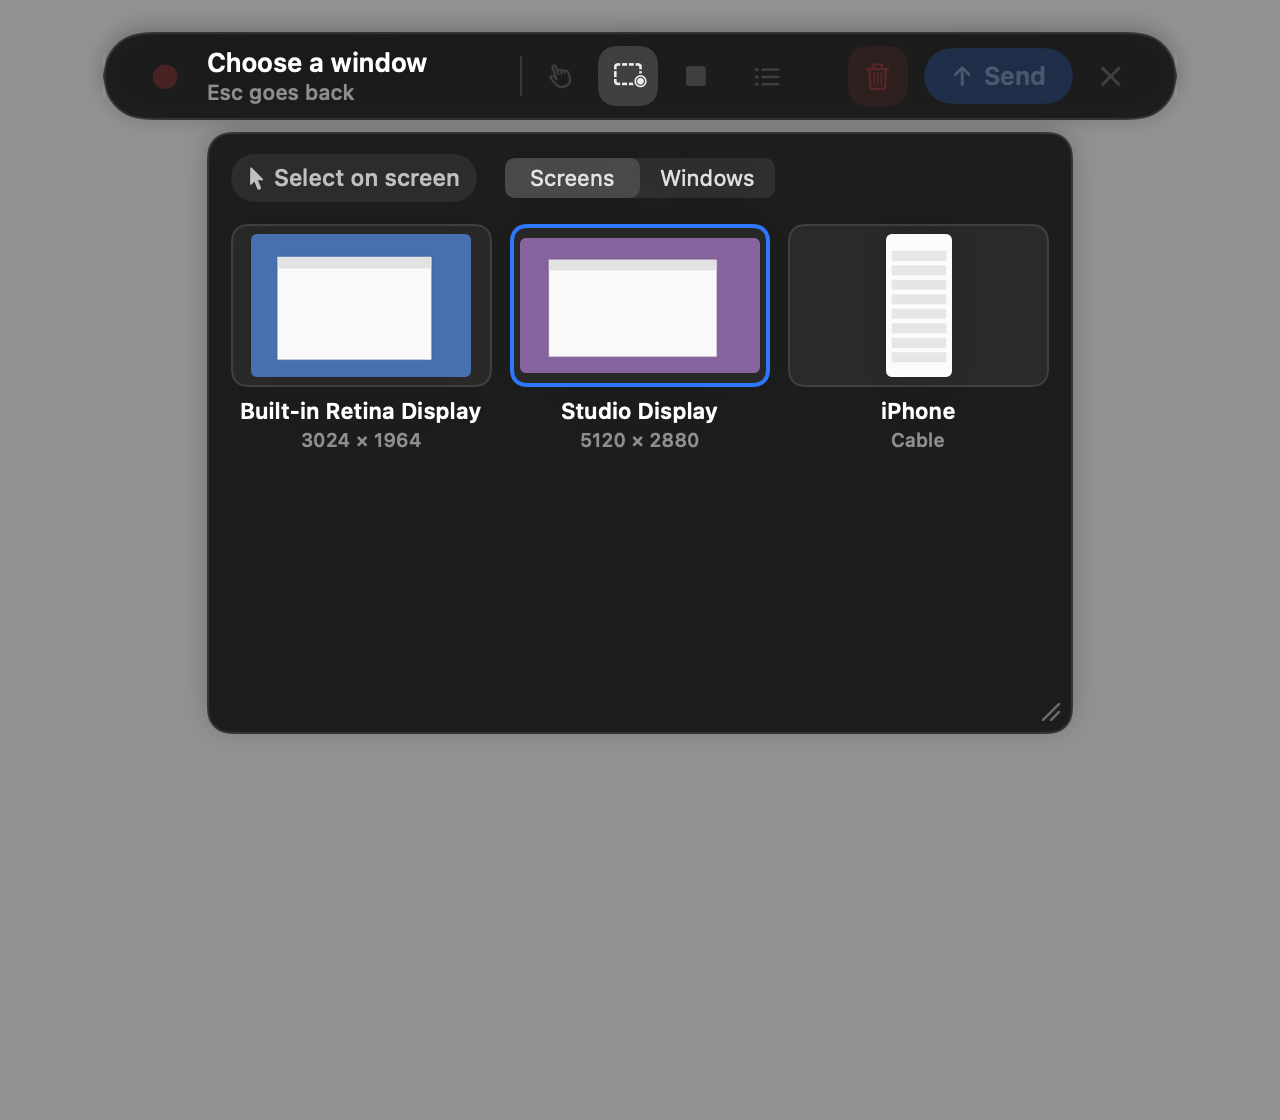 Choose a window
Esc goes back
Send
Select on screen
Screens
Windows
Built-in Retina Display
3024 × 1964
Studio Display
5120 × 2880
iPhone
Cable